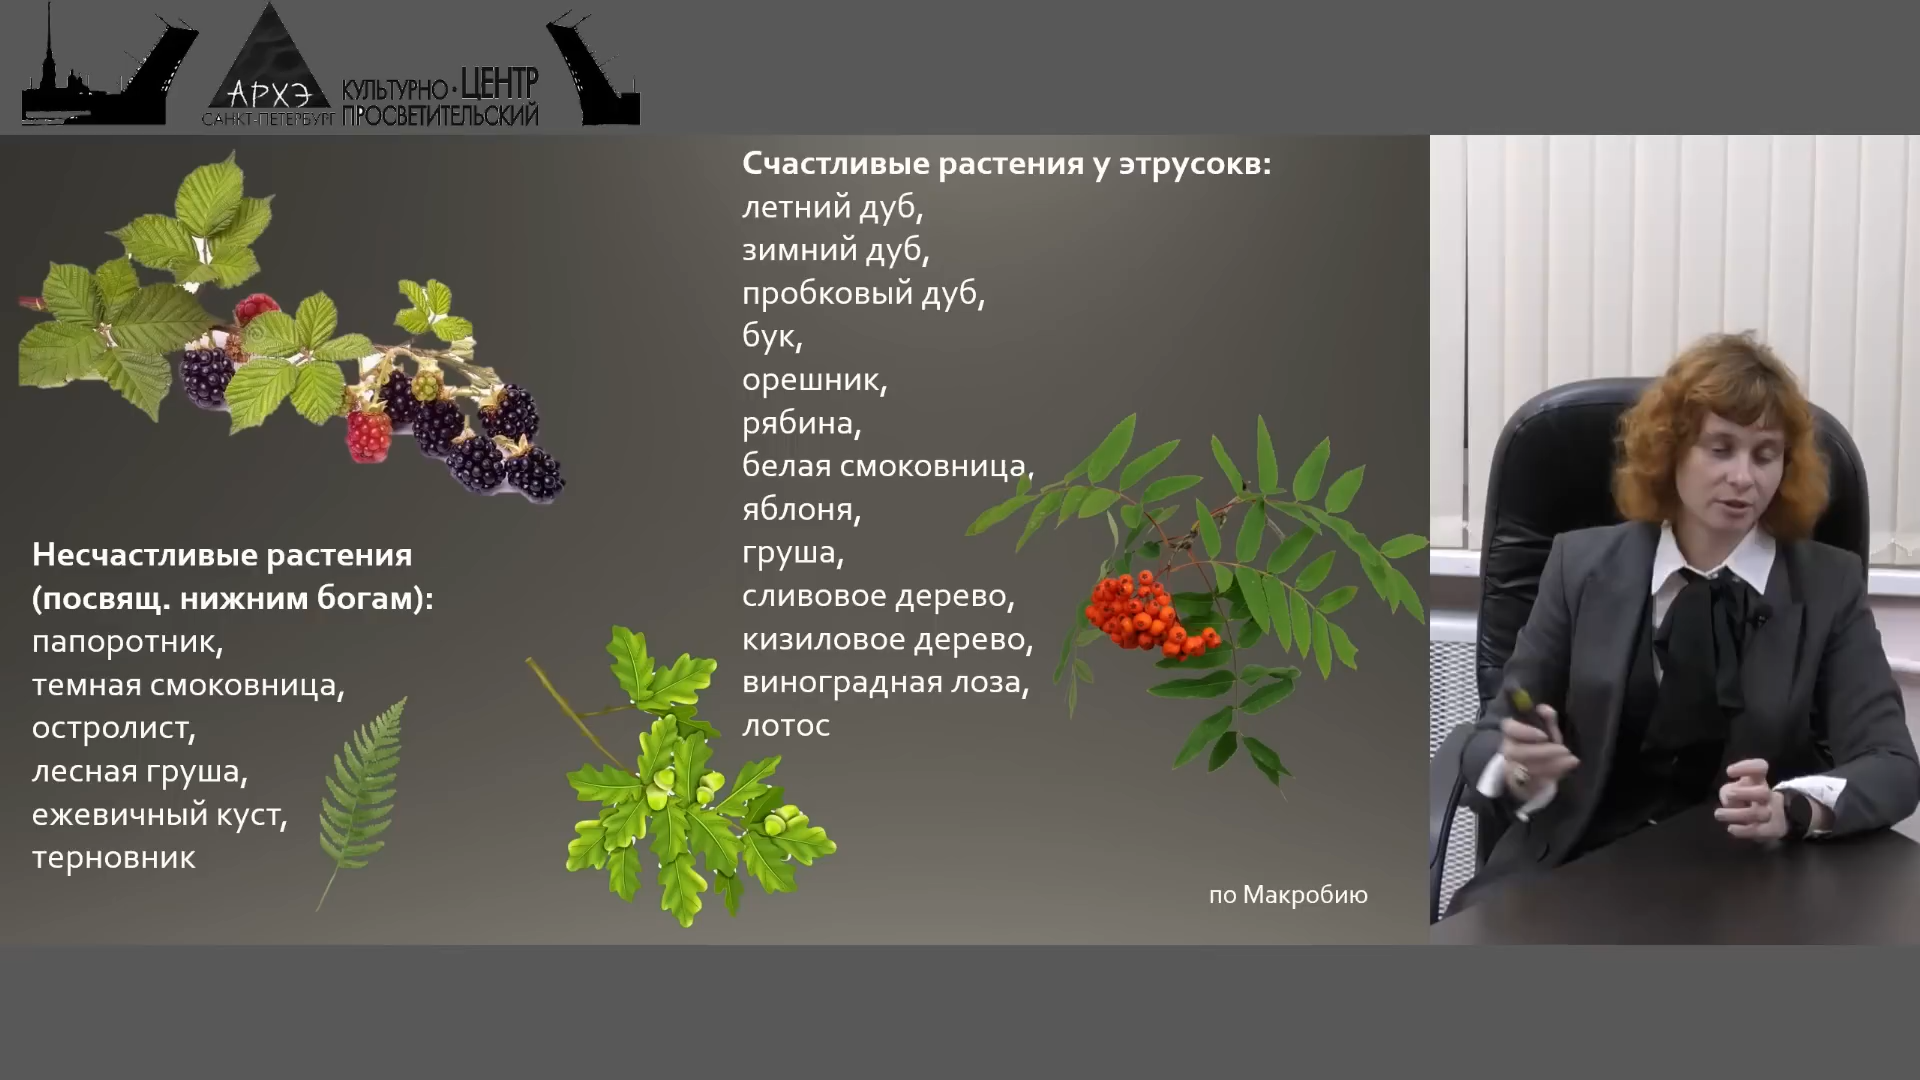 АРХЭ
САНКТ-ПЕТЕРБУРГ
КУЛЬТУРНО · ЦЕНТР
ПРОСВЕТИТЕЛЬСКИЙ
Счастливые растения у этрусокв:
летний дуб,
зимний дуб,
пробковый дуб,
бук,
орешник,
рябина,
белая смоковница,
яблоня,
груша,
сливовое дерево,
кизиловое дерево,
виноградная лоза,
лотос
Несчастливые растения
(посвящ. нижним богам):
папоротник,
темная смоковница,
остролист,
лесная груша,
ежевичный куст,
терновник
по Макробию